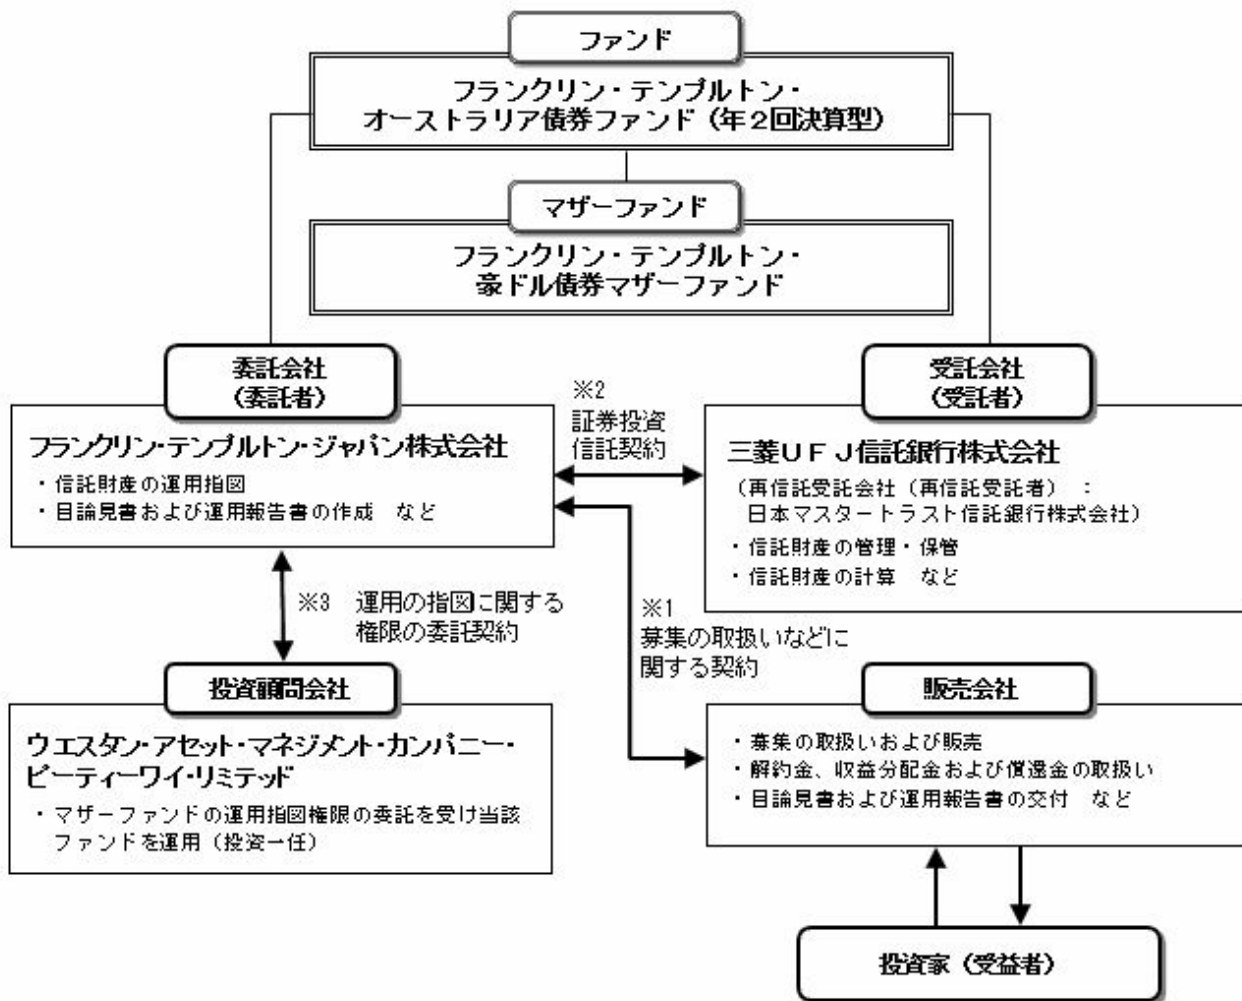 ファンド
フランクリン・テンプルトン・
オーストラリア債券ファンド（年２回決算型）
マザーファンド
フランクリン・テンプルトン・
豪ドル債券マザーファンド
委託会社
（委託者）
フランクリン・テンプルトン・ジャパン株式会社
・信託財産の運用指図
・目論見書および運用報告書の作成　など
※2
証券投資
信託契約
受託会社
（受託者）
三菱ＵＦＪ信託銀行株式会社
（再信託受託会社（再信託受託者）：
日本マスタートラスト信託銀行株式会社）
・信託財産の管理・保管
・信託財産の計算　など
※3　運用の指図に関する
権限の委託契約
※1
募集の取扱いなどに
関する契約
投資顧問会社
ウエスタン・アセット・マネジメント・カンパニー・
ピーティーワイ・リミテッド
・マザーファンドの運用指図権限の委託を受け当該
ファンドを運用（投資一任）
販売会社
・募集の取扱いおよび販売
・解約金、収益分配金および償還金の取扱い
・目論見書および運用報告書の交付　など
投資家（受益者）